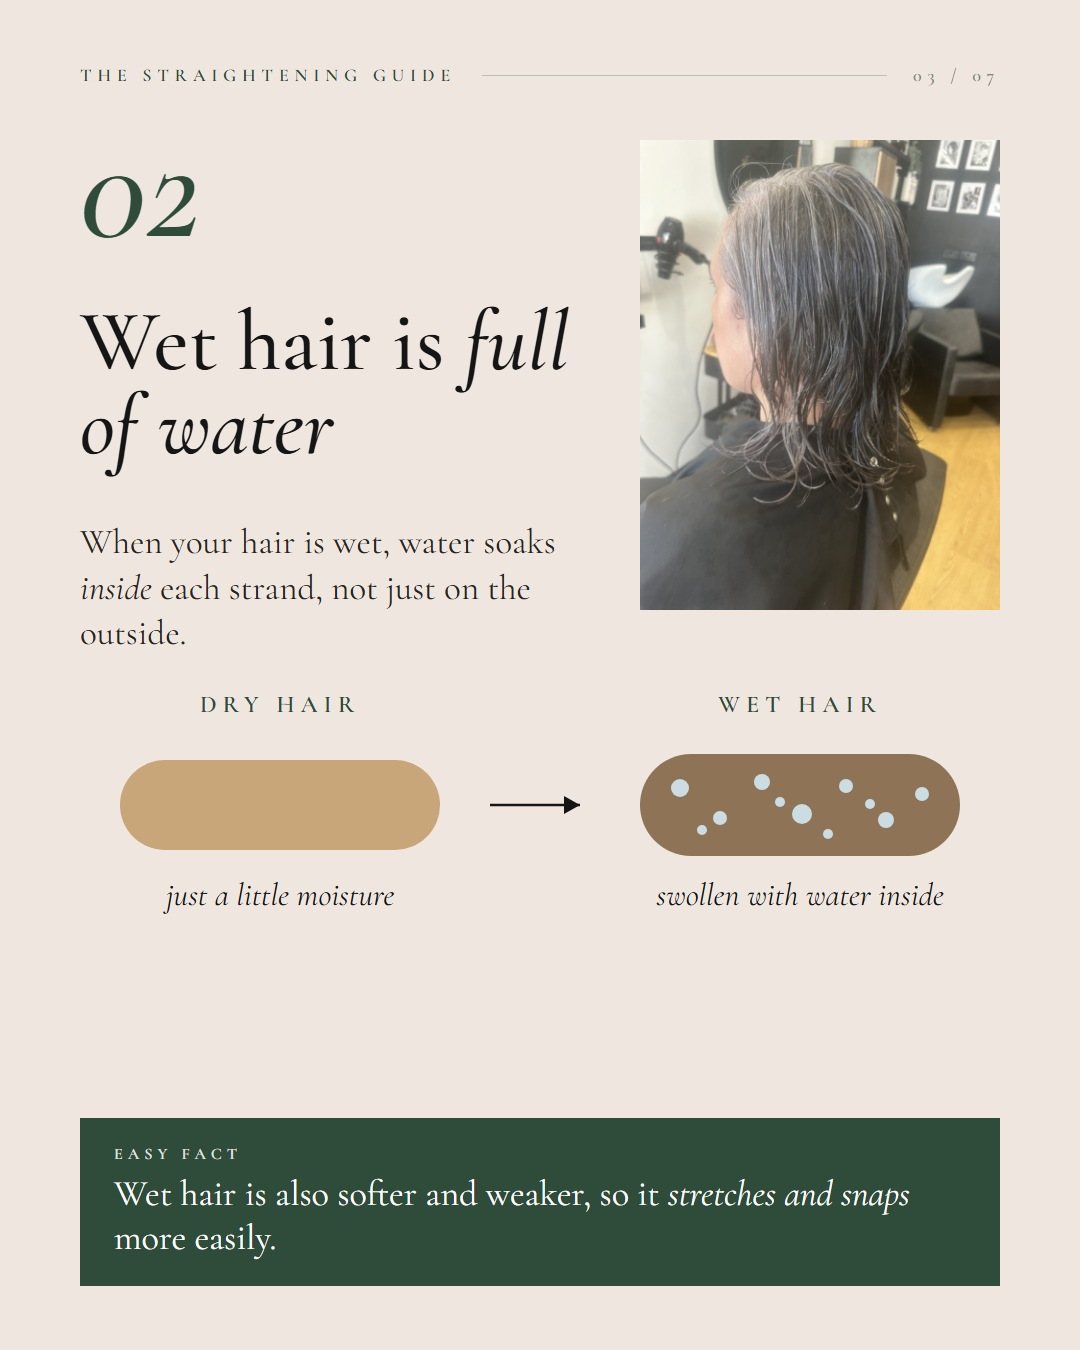 THE STRAIGHTENING GUIDE
03 / 07
02
Wet hair is full
of water
When your hair is wet, water soaks
inside each strand, not just on the
outside.
DRY HAIR
WET HAIR
just a little moisture
swollen with water inside
EASY FACT
Wet hair is also softer and weaker, so it stretches and snaps
more easily.